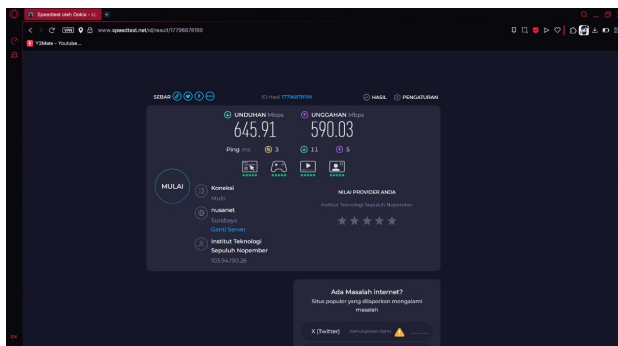 Speedtest oleh Ookla -
VPN www.speedtest.net/id/result/17796878190
Y2Mate - Youtube...
SEBAR
ID Hasil 17796878190
HASIL
PENGATURAN
UNDUHAN Mbps
UNGGAHAN Mbps
645.91
590.03
Ping ms 3 11 5
MULAI
Koneksi
Multi
nusanet
Surabaya
Ganti Server
Institut Teknologi
Sepuluh Nopember
103.94.190.26
NILAI PROVIDER ANDA
Institut Teknologi Sepuluh Nopember
Ada Masalah internet?
Situs populer yang dilaporkan mengalami
masalah
X (Twitter)